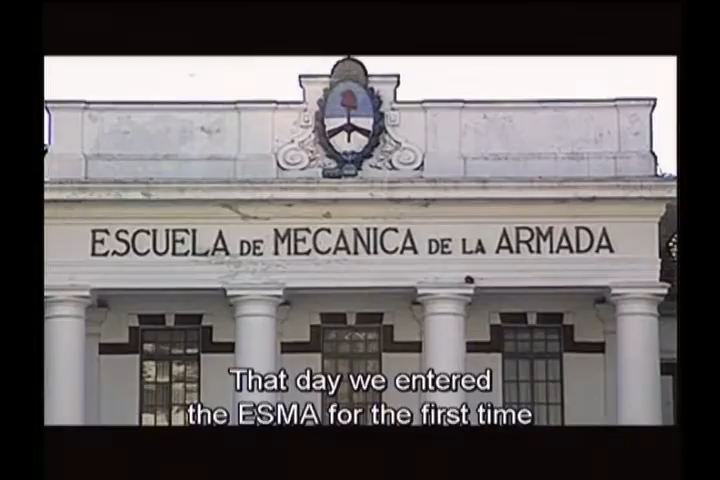 ESCUELA DE MECANICA DE LA ARMADA
That day we entered
the ESMA for the first time